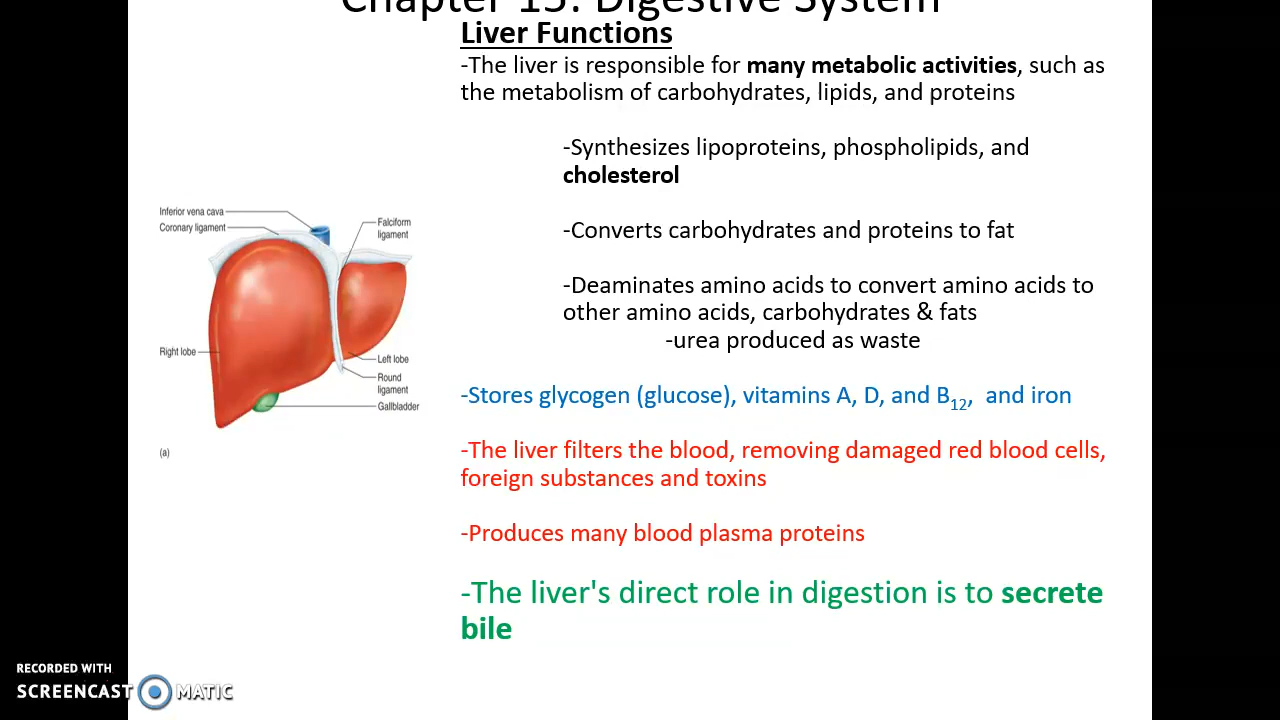 Chapter 15: Digestive System
Liver Functions
-The liver is responsible for many metabolic activities, such as
the metabolism of carbohydrates, lipids, and proteins
-Synthesizes lipoproteins, phospholipids, and
cholesterol
-Converts carbohydrates and proteins to fat
-Deaminates amino acids to convert amino acids to
other amino acids, carbohydrates & fats
-urea produced as waste
-Stores glycogen (glucose), vitamins A, D, and B12, and iron
-The liver filters the blood, removing damaged red blood cells,
foreign substances and toxins
-Produces many blood plasma proteins
-The liver's direct role in digestion is to secrete
bile
Inferior vena cava
Coronary ligament
Falciform
ligament
Right lobe
Left lobe
Round
ligament
Gallbladder
(a)
RECORDED WITH
SCREENCAST MATIC